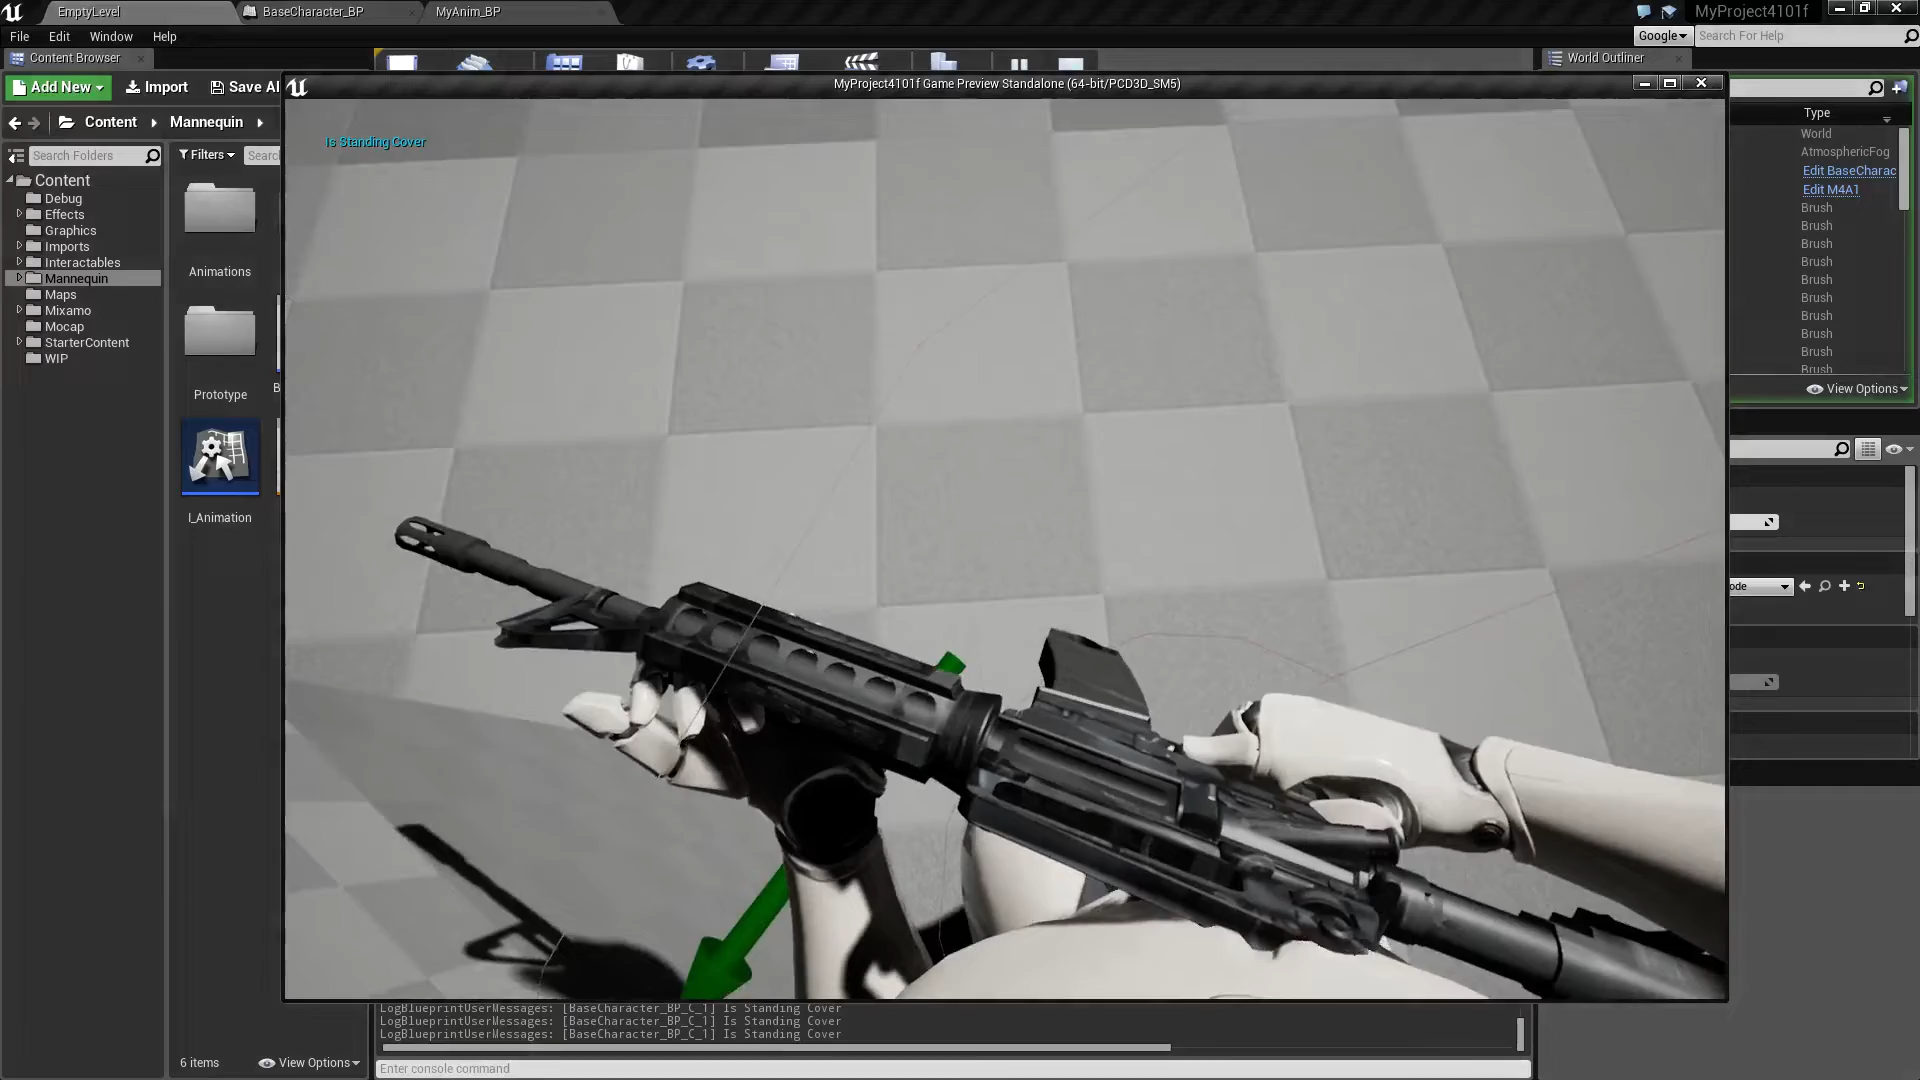 EmptyLevel
BaseCharacter_BP
MyAnim_BP
MyProject4101f
File
Edit
Window
Help
Google
Search For Help
Content Browser
World Outliner
Add New
Import
Save Al
MyProject4101f Game Preview Standalone (64-bit/PCD3D_SM5)
Content
Mannequin
Type
Search Folders
Filters
Searc
Is Standing Cover
World
AtmosphericFog
Edit BaseCharac
Edit M4A1
Brush
Brush
Brush
Brush
Brush
Brush
Brush
Brush
Brush
Brush
View Options
Content
Debug
Effects
Graphics
Imports
Interactables
Mannequin
Maps
Mixamo
Mocap
StarterContent
WIP
Animations
Prototype
B
I_Animation
ode
LogBlueprintUserMessages: [BaseCharacter_BP_C_1] Is Standing Cover
LogBlueprintUserMessages: [BaseCharacter_BP_C_1] Is Standing Cover
LogBlueprintUserMessages: [BaseCharacter_BP_C_1] Is Standing Cover
6 items
View Options
Enter console command